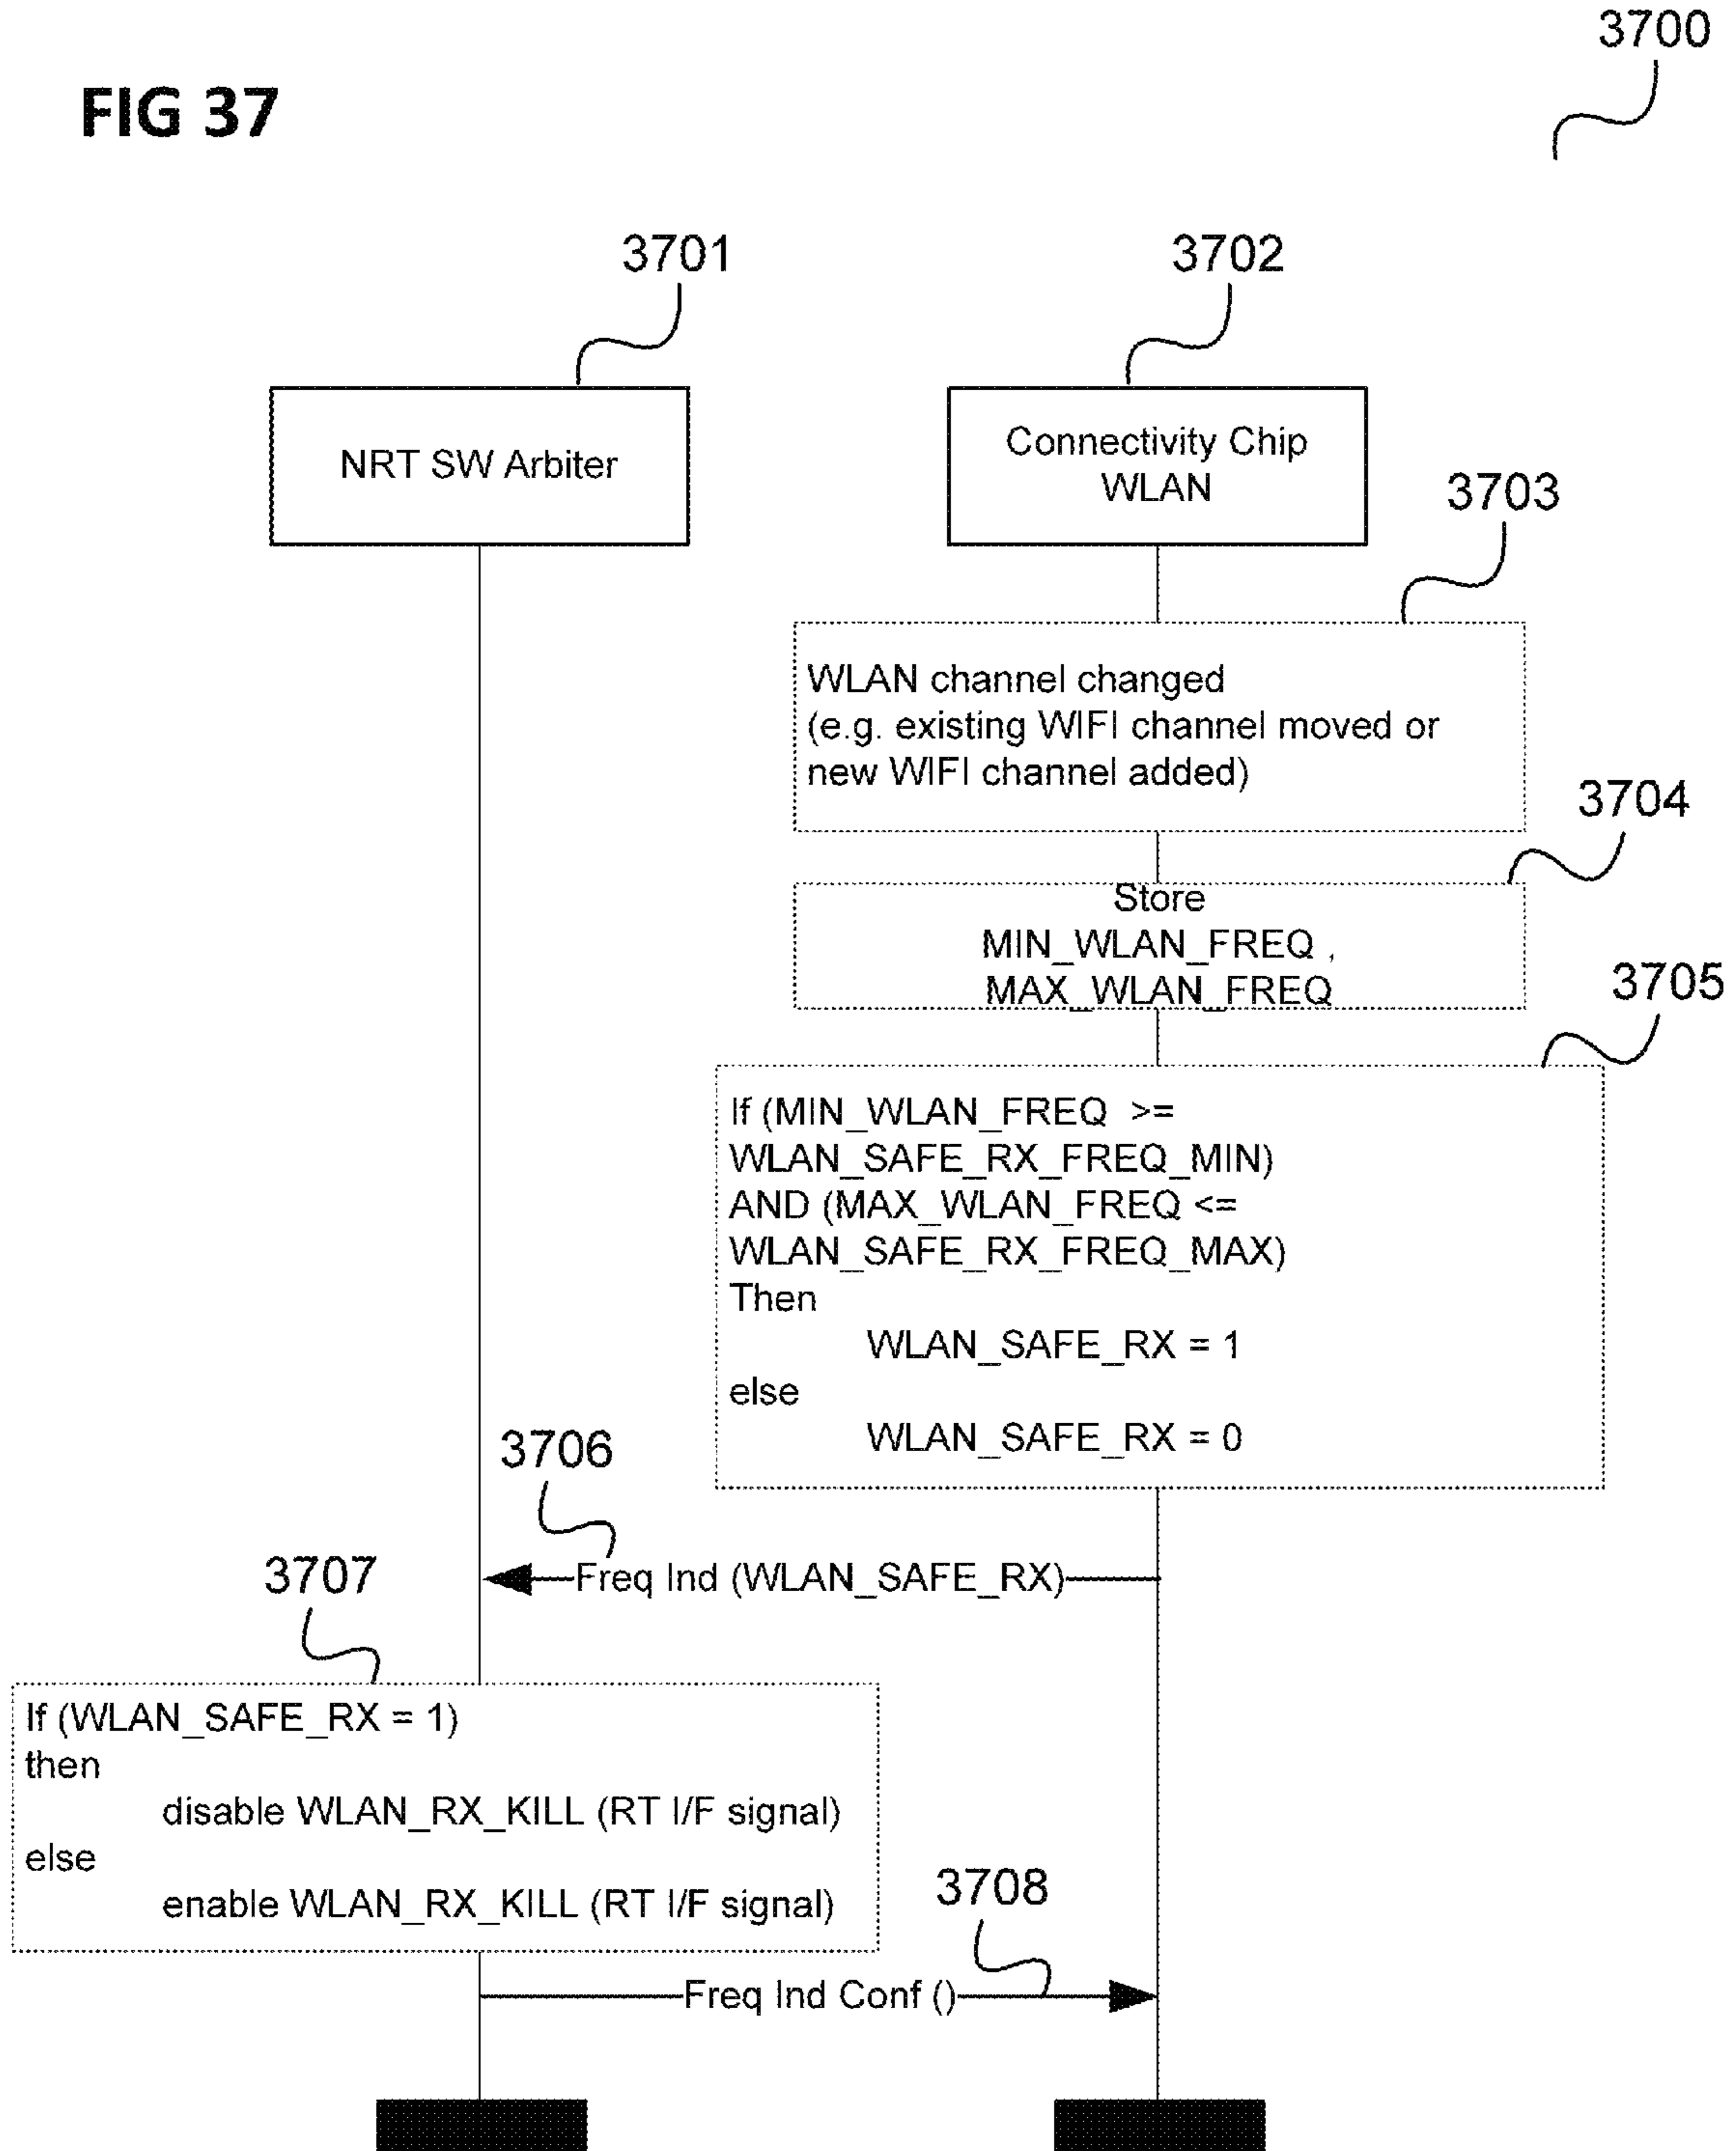 3700
FIG 37
3701
3702
NRT SW Arbiter
Connectivity Chip
WLAN
3703
WLAN channel changed
(e.g. existing WIFI channel moved or
new WIFI channel added)
3704
Store
MIN_WLAN_FREQ ,
MAX_WLAN_FREQ
3705
If (MIN_WLAN_FREQ >=
WLAN_SAFE_RX_FREQ_MIN)
AND (MAX_WLAN_FREQ <=
WLAN_SAFE_RX_FREQ_MAX)
Then
WLAN_SAFE_RX = 1
else
WLAN_SAFE_RX = 0
3706
Freq Ind (WLAN_SAFE_RX)
3707
If (WLAN_SAFE_RX = 1)
then
disable WLAN_RX_KILL (RT I/F signal)
else
enable WLAN_RX_KILL (RT I/F signal)
3708
Freq Ind Conf ()